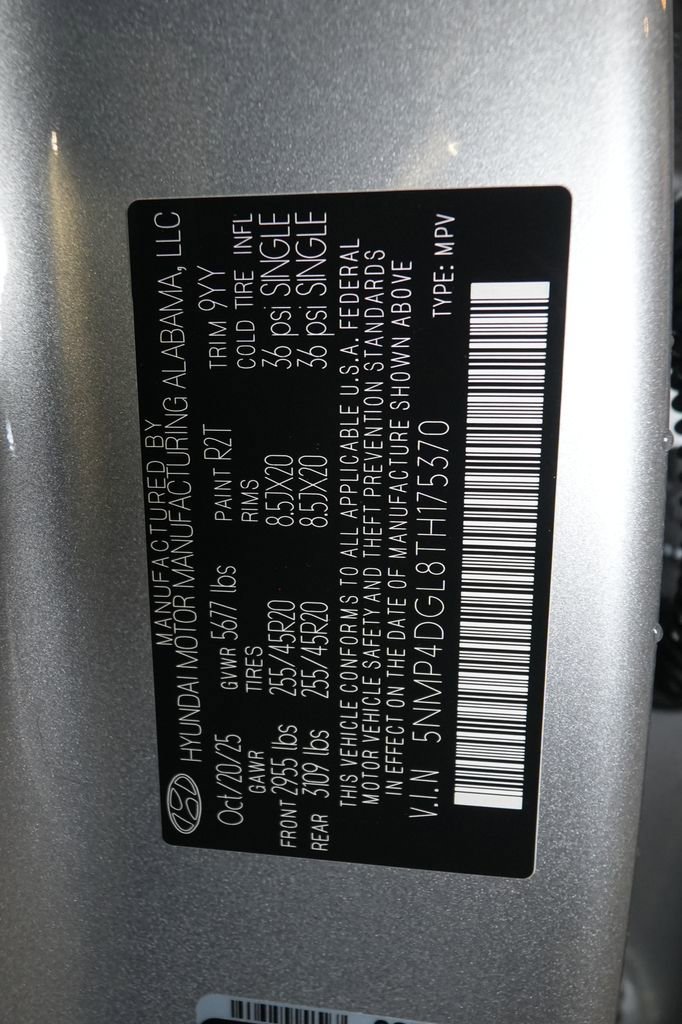 MANUFACTURED BY
HYUNDAI MOTOR MANUFACTURING ALABAMA, LLC
Oct/20/25 GVWR 5677 lbs PAINT R2T TRIM 9YY
GAWR TIRES RIMS COLD TIRE INFL
FRONT 2955 lbs 255/45R20 8.5JX20 36 psi SINGLE
REAR 3109 lbs 255/45R20 8.5JX20 36 psi SINGLE
THIS VEHICLE CONFORMS TO ALL APPLICABLE U.S.A. FEDERAL
MOTOR VEHICLE SAFETY AND THEFT PREVENTION STANDARDS
IN EFFECT ON THE DATE OF MANUFACTURE SHOWN ABOVE
V.I.N 5NMP4DGL8TH175370 TYPE: MPV